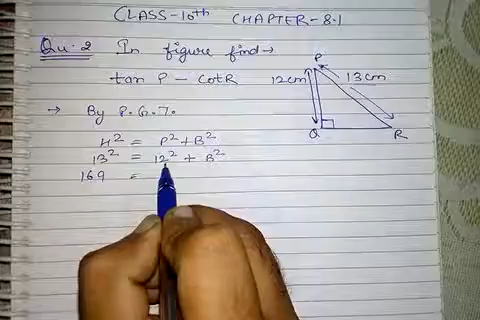 CLASS-10th CHAPTER-8.1
Qu.2 In figure find→
tan P - cot R
P
12cm
13cm
Q
R
→ By P.G.T.
H² = P² + B²
13² = 12² + B²
169 =